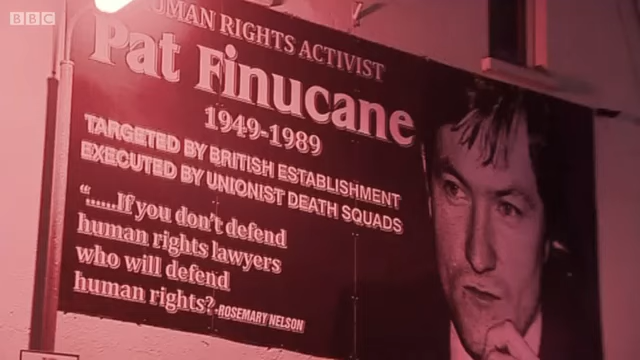 BBC
HUMAN RIGHTS ACTIVIST
Pat Finucane
1949-1989
TARGETED BY BRITISH ESTABLISHMENT
EXECUTED BY UNIONIST DEATH SQUADS
"......If you don't defend
human rights lawyers
who will defend
human rights? -ROSEMARY NELSON